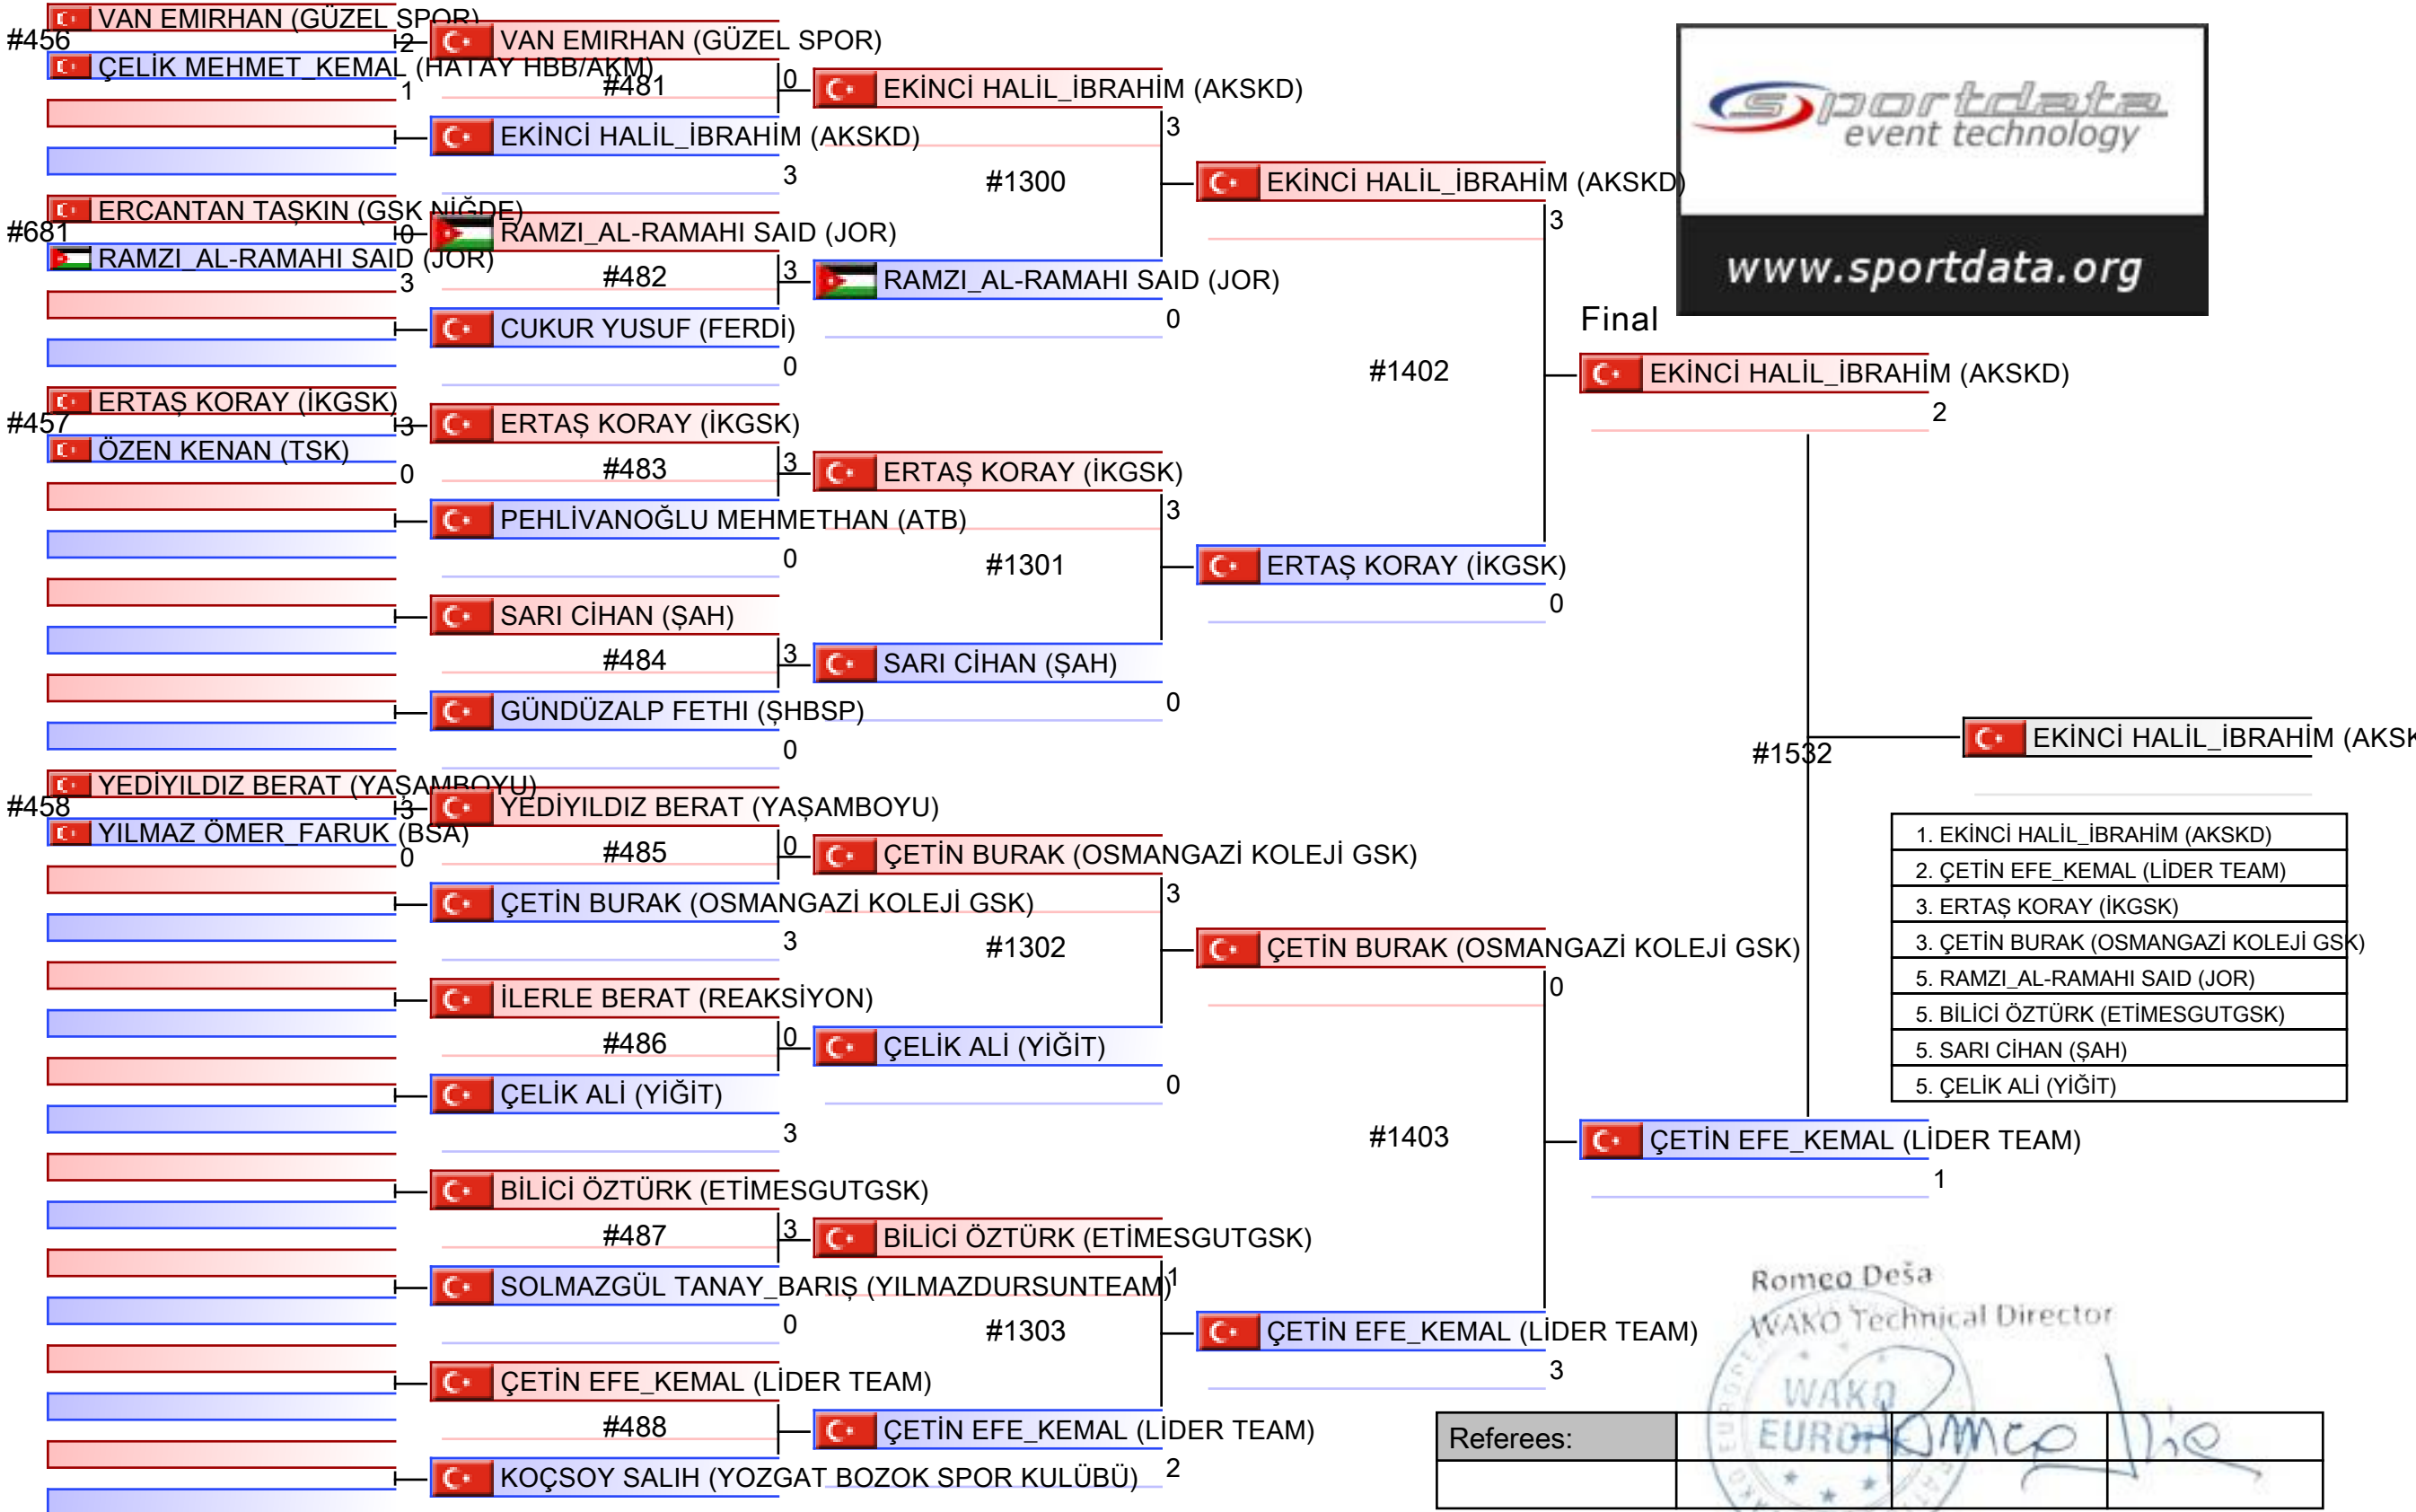 VAN EMIRHAN (GÜZEL SPOR)
#456
2
ÇELİK MEHMET_KEMAL (HATAY HBB/AKM)
1
ERCANTAN TAŞKIN (GSK NİĞDE)
#681
0
RAMZI_AL-RAMAHI SAID (JOR)
3
ERTAŞ KORAY (İKGSK)
#457
3
ÖZEN KENAN (TSK)
0
YEDİYILDIZ BERAT (YAŞAMBOYU)
#458
3
YILMAZ ÖMER_FARUK (BSA)
0
VAN EMIRHAN (GÜZEL SPOR)
#481
0
EKİNCİ HALİL_İBRAHİM (AKSKD)
3
RAMZI_AL-RAMAHI SAID (JOR)
#482
3
CUKUR YUSUF (FERDİ)
0
ERTAŞ KORAY (İKGSK)
#483
3
PEHLİVANOĞLU MEHMETHAN (ATB)
0
SARI CİHAN (ŞAH)
#484
3
GÜNDÜZALP FETHI (ŞHBSP)
0
YEDİYILDIZ BERAT (YAŞAMBOYU)
#485
0
ÇETİN BURAK (OSMANGAZİ KOLEJİ GSK)
3
İLERLE BERAT (REAKSİYON)
#486
0
ÇELİK ALİ (YİĞİT)
3
BİLİCİ ÖZTÜRK (ETİMESGUTGSK)
#487
3
SOLMAZGÜL TANAY_BARIŞ (YILMAZDURSUNTEAM)
0
ÇETİN EFE_KEMAL (LİDER TEAM)
#488
KOÇSOY SALIH (YOZGAT BOZOK SPOR KULÜBÜ)
EKİNCİ HALİL_İBRAHİM (AKSKD)
3
#1300
RAMZI_AL-RAMAHI SAID (JOR)
0
ERTAŞ KORAY (İKGSK)
3
#1301
SARI CİHAN (ŞAH)
0
ÇETİN BURAK (OSMANGAZİ KOLEJİ GSK)
3
#1302
ÇELİK ALİ (YİĞİT)
0
BİLİCİ ÖZTÜRK (ETİMESGUTGSK)
1
#1303
ÇETİN EFE_KEMAL (LİDER TEAM)
2
EKİNCİ HALİL_İBRAHİM (AKSKD)
3
#1402
ERTAŞ KORAY (İKGSK)
0
ÇETİN BURAK (OSMANGAZİ KOLEJİ GSK)
0
#1403
ÇETİN EFE_KEMAL (LİDER TEAM)
3
sportdata
event technology
www.sportdata.org
Final
EKİNCİ HALİL_İBRAHİM (AKSKD)
2
#1532
ÇETİN EFE_KEMAL (LİDER TEAM)
1
EKİNCİ HALİL_İBRAHİM (AKSK
1. EKİNCİ HALİL_İBRAHİM (AKSKD)
2. ÇETİN EFE_KEMAL (LİDER TEAM)
3. ERTAŞ KORAY (İKGSK)
3. ÇETİN BURAK (OSMANGAZİ KOLEJİ GSK)
5. RAMZI_AL-RAMAHI SAID (JOR)
5. BİLİCİ ÖZTÜRK (ETİMESGUTGSK)
5. SARI CİHAN (ŞAH)
5. ÇELİK ALİ (YİĞİT)
Romeo Deša
WAKO Technical Director
WAKO
EUROPE
Referees: